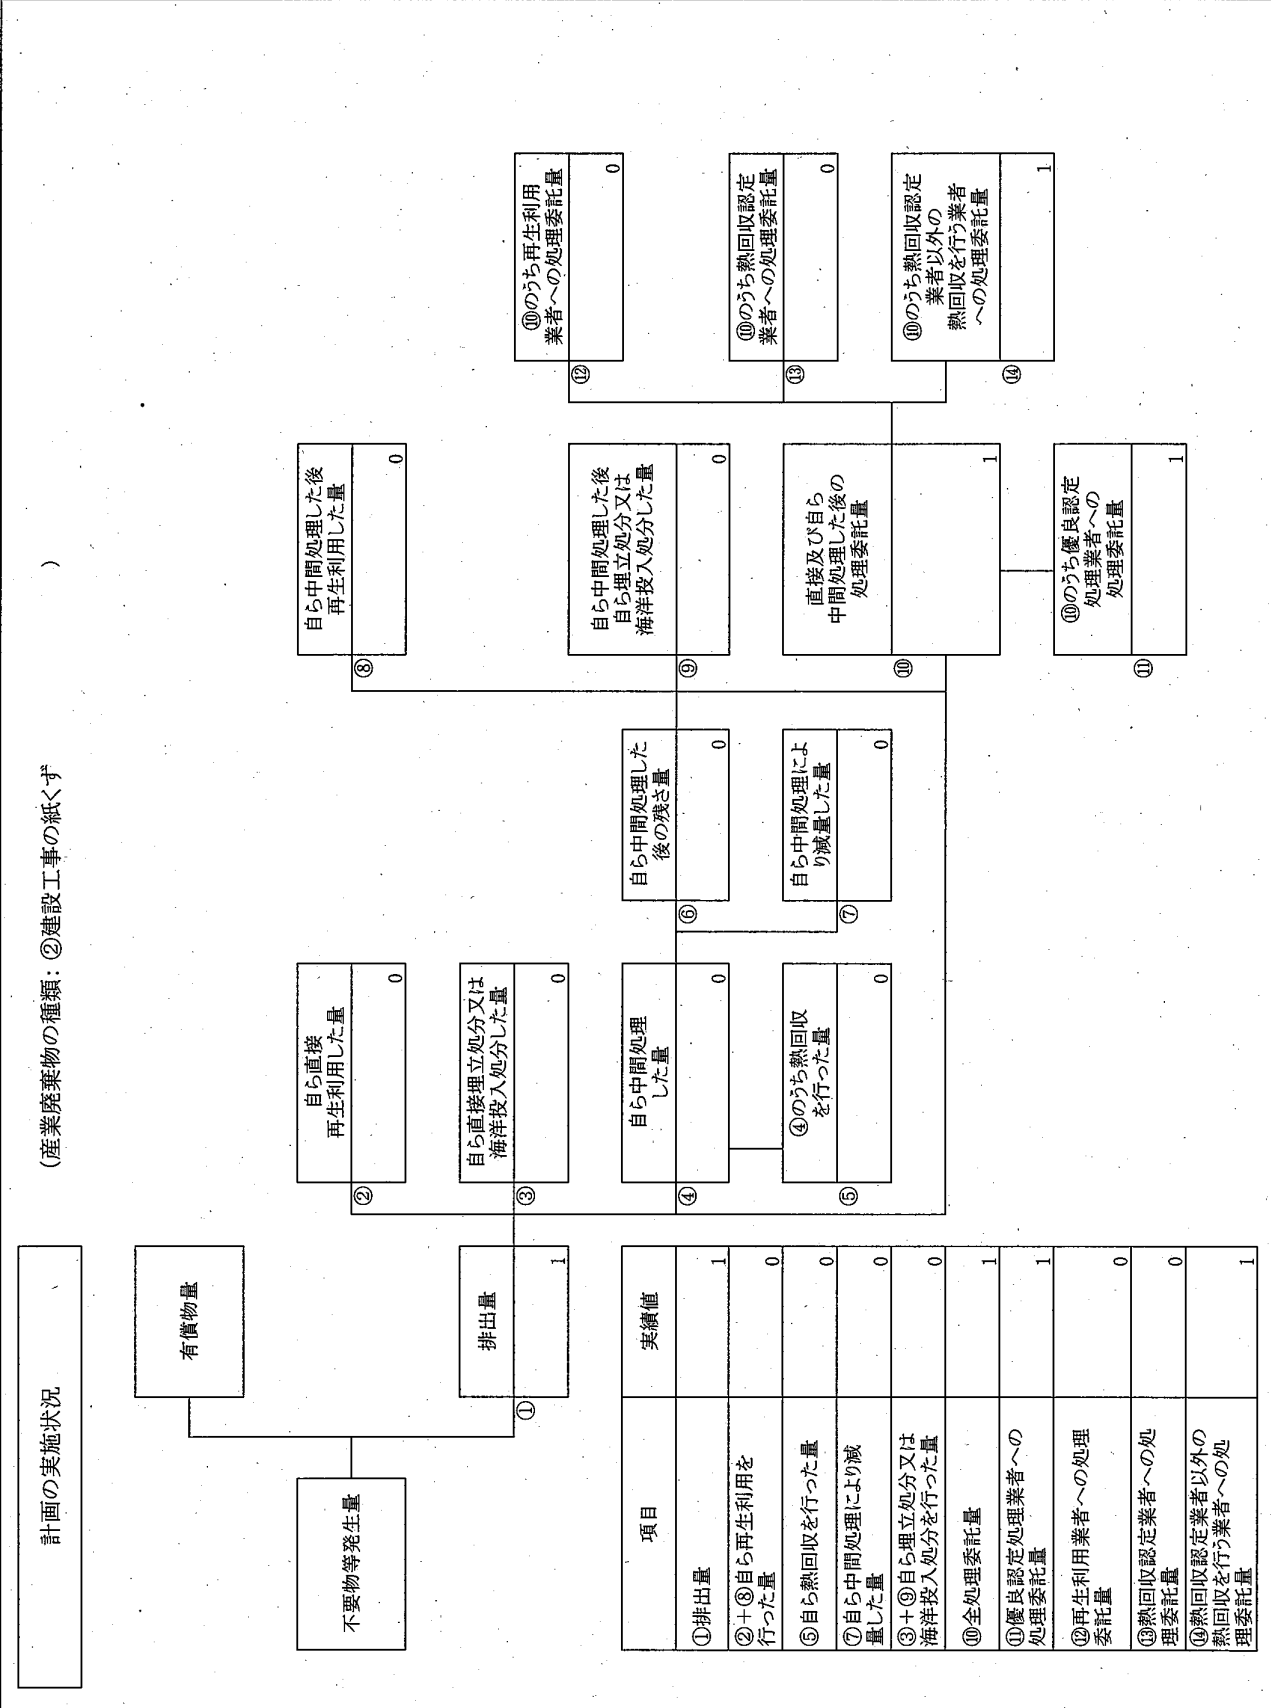 計画の実施状況
(産業廃棄物の種類：②建設工事の紙くず
)
不要物等発生量
有償物量
①
排出量
1
②
自ら直接
再生利用した量
0
③
自ら直接埋立処分又は
海洋投入処分した量
0
④
自ら中間処理
した量
0
⑤
④のうち熱回収
を行った量
0
⑥
自ら中間処理した
後の残さ量
0
⑦
自ら中間処理によ
り減量した量
0
⑧
自ら中間処理した後
再生利用した量
0
⑨
自ら中間処理した後
自ら埋立処分又は
海洋投入処分した量
0
⑩
直接及び自ら
中間処理した後の
処理委託量
1
⑪
⑩のうち優良認定
処理業者への
処理委託量
1
⑫
⑩のうち再生利用
業者への処理委託量
0
⑬
⑩のうち熱回収認定
業者への処理委託量
0
⑭
⑩のうち熱回収認定
業者以外の
熱回収を行う業者
への処理委託量
1
項目 実績値
①排出量 1
②+⑧自ら再生利用を
行った量 0
⑤自ら熱回収を行った量 0
⑦自ら中間処理により減
量した量 0
③+⑨自ら埋立処分又は
海洋投入処分を行った量 0
⑩全処理委託量 1
⑪優良認定処理業者への
処理委託量 1
⑫再生利用業者への処理
委託量 0
⑬熱回収認定業者への処
理委託量 0
⑭熱回収認定業者以外の
熱回収を行う業者への処
理委託量 1